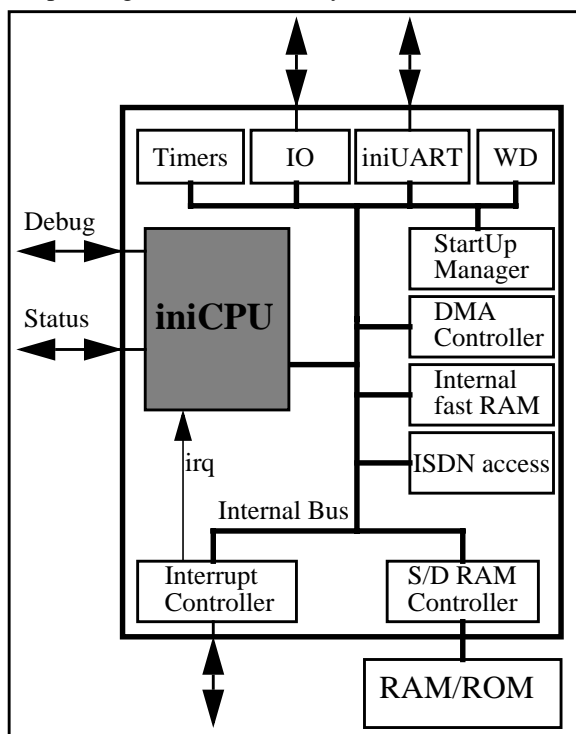 Timers
IO
iniUART
WD
Debug
StartUp
Manager
Status
iniCPU
DMA
Controller
Internal
fast RAM
irq
ISDN access
Internal Bus
Interrupt
Controller
S/D RAM
Controller
RAM/ROM